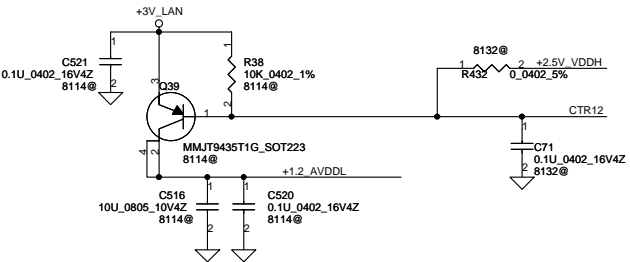 +3V_LAN
1
C521
0.1U_0402_16V4Z
8114@
2
3
Q39
1
R38
10K_0402_1%
8114@
2
8132@
1
2
+2.5V_VDDH
R432
0_0402_5%
1
CTR12
MMJT9435T1G_SOT223
8114@
4
2
1
C71
0.1U_0402_16V4Z
8132@
2
+1.2_AVDDL
1
C516
10U_0805_10V4Z
8114@
2
1
C520
0.1U_0402_16V4Z
8114@
2